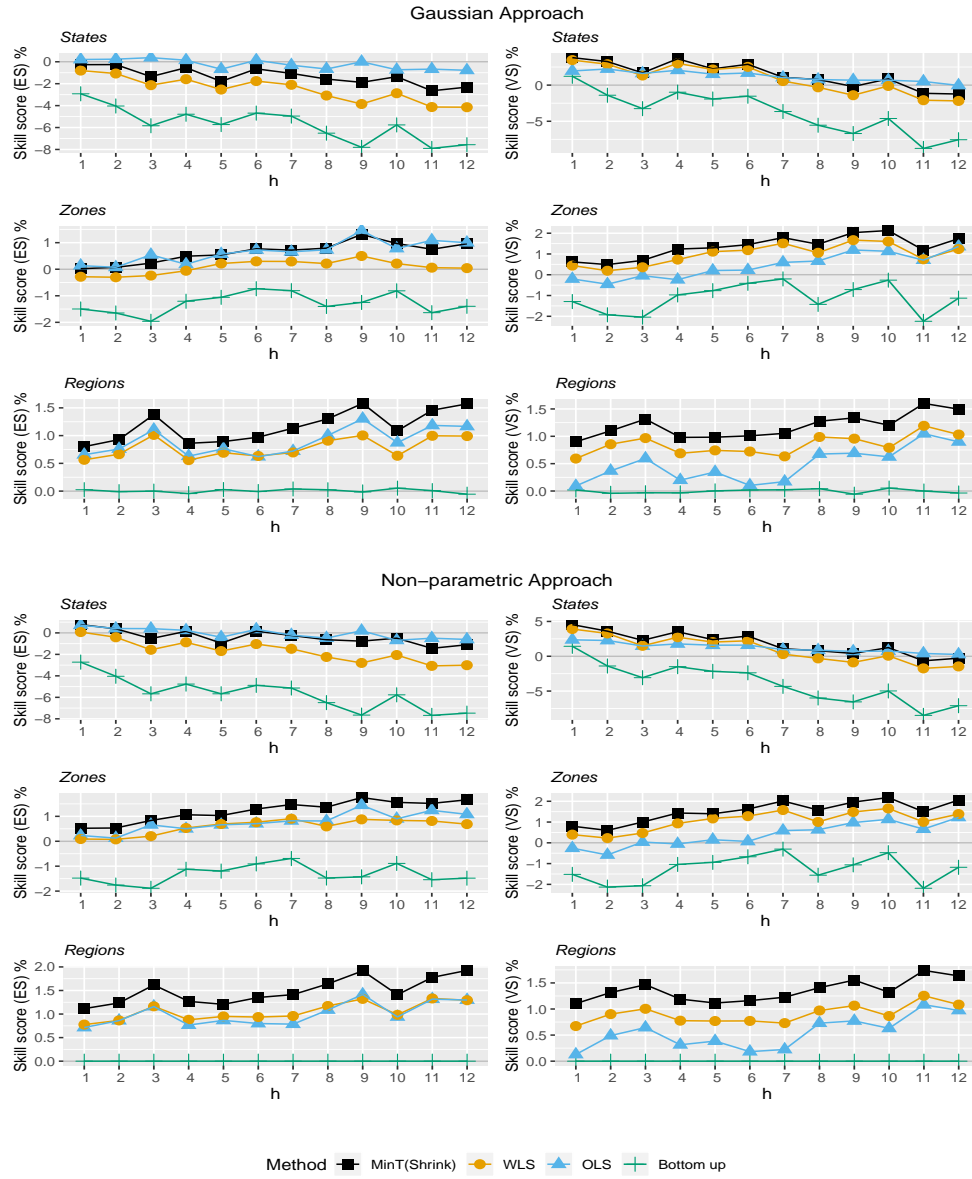 Gaussian Approach
States
Skill score (ES) %
0
−2
−4
−6
−8
1 2 3 4 5 6 7 8 9 10 11 12
h
States
Skill score (VS) %
0
−5
1 2 3 4 5 6 7 8 9 10 11 12
h
Zones
Skill score (ES) %
1
0
−1
−2
1 2 3 4 5 6 7 8 9 10 11 12
h
Zones
Skill score (VS) %
2
1
0
−1
−2
1 2 3 4 5 6 7 8 9 10 11 12
h
Regions
Skill score (ES) %
1.5
1.0
0.5
0.0
1 2 3 4 5 6 7 8 9 10 11 12
h
Regions
Skill score (VS) %
1.5
1.0
0.5
0.0
1 2 3 4 5 6 7 8 9 10 11 12
h
Non−parametric Approach
States
Skill score (ES) %
0
−2
−4
−6
−8
1 2 3 4 5 6 7 8 9 10 11 12
h
States
Skill score (VS) %
5
0
−5
1 2 3 4 5 6 7 8 9 10 11 12
h
Zones
Skill score (ES) %
1
0
−1
−2
1 2 3 4 5 6 7 8 9 10 11 12
h
Zones
Skill score (VS) %
2
1
0
−1
−2
1 2 3 4 5 6 7 8 9 10 11 12
h
Regions
Skill score (ES) %
2.0
1.5
1.0
0.5
0.0
1 2 3 4 5 6 7 8 9 10 11 12
h
Regions
Skill score (VS) %
1.5
1.0
0.5
0.0
1 2 3 4 5 6 7 8 9 10 11 12
h
Method MinT(Shrink) WLS OLS Bottom up